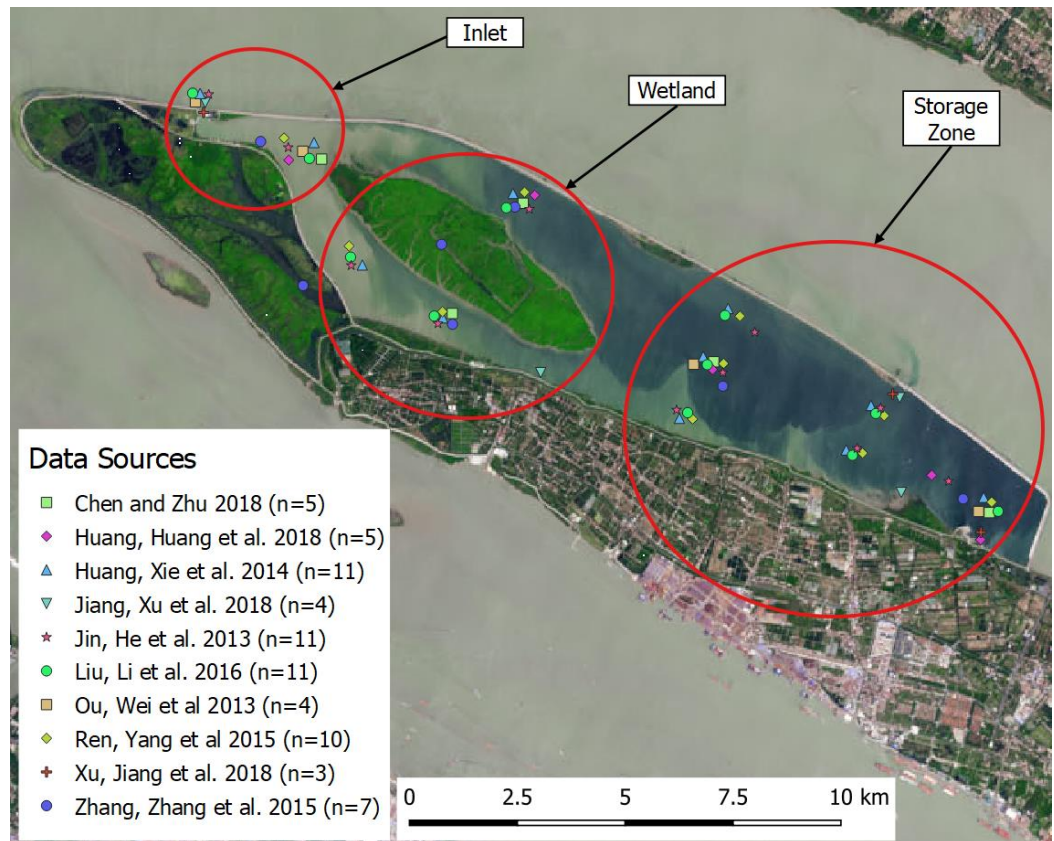 Inlet
Wetland
Storage
Zone
Data Sources
Chen and Zhu 2018 (n=5)
Huang, Huang et al. 2018 (n=5)
Huang, Xie et al. 2014 (n=11)
Jiang, Xu et al. 2018 (n=4)
Jin, He et al. 2013 (n=11)
Liu, Li et al. 2016 (n=11)
Ou, Wei et al 2013 (n=4)
Ren, Yang et al 2015 (n=10)
Xu, Jiang et al. 2018 (n=3)
Zhang, Zhang et al. 2015 (n=7)
0 2.5 5 7.5 10 km